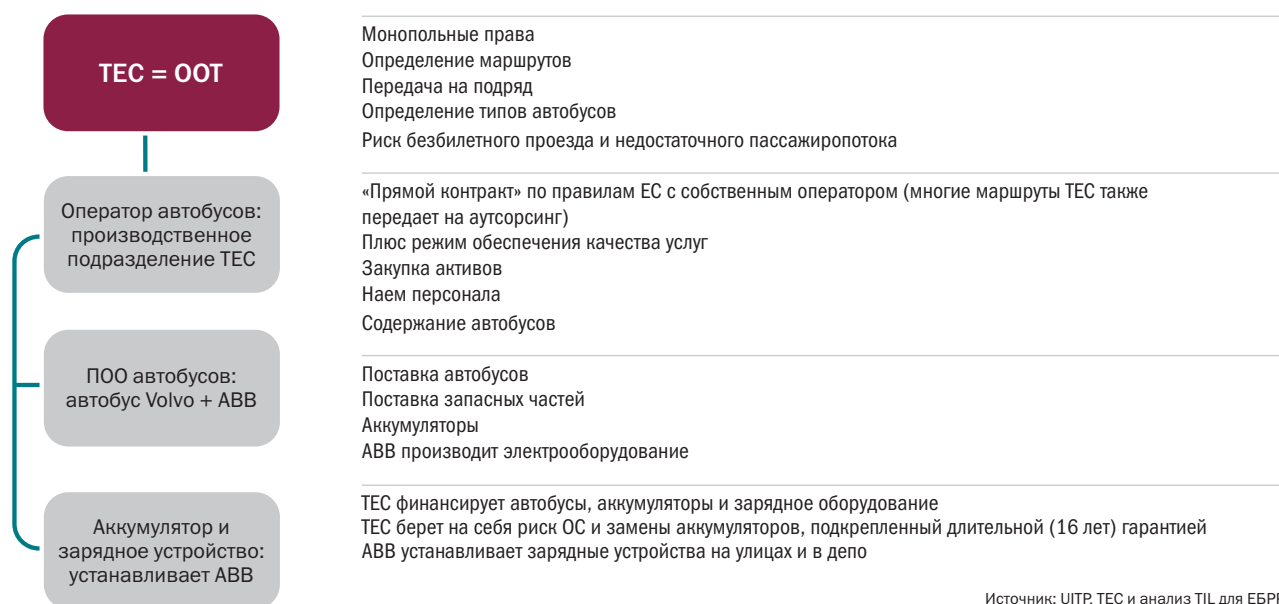 TEC = ООТ
Монопольные права
Определение маршрутов
Передача на подряд
Определение типов автобусов
Риск безбилетного проезда и недостаточного пассажиропотока
Оператор автобусов:
производственное
подразделение TEC
«Прямой контракт» по правилам ЕС с собственным оператором (многие маршруты TEC также
передает на аутсорсинг)
Плюс режим обеспечения качества услуг
Закупка активов
Наем персонала
Содержание автобусов
ПОО автобусов:
автобус Volvo + ABB
Поставка автобусов
Поставка запасных частей
Аккумуляторы
ABB производит электрооборудование
Аккумулятор и
зарядное устройство:
устанавливает ABB
TEC финансирует автобусы, аккумуляторы и зарядное оборудование
TEC берет на себя риск ОС и замены аккумуляторов, подкрепленный длительной (16 лет) гарантией
ABB устанавливает зарядные устройства на улицах и в депо
Источник: UITP, TEC и анализ TIL для ЕБРР